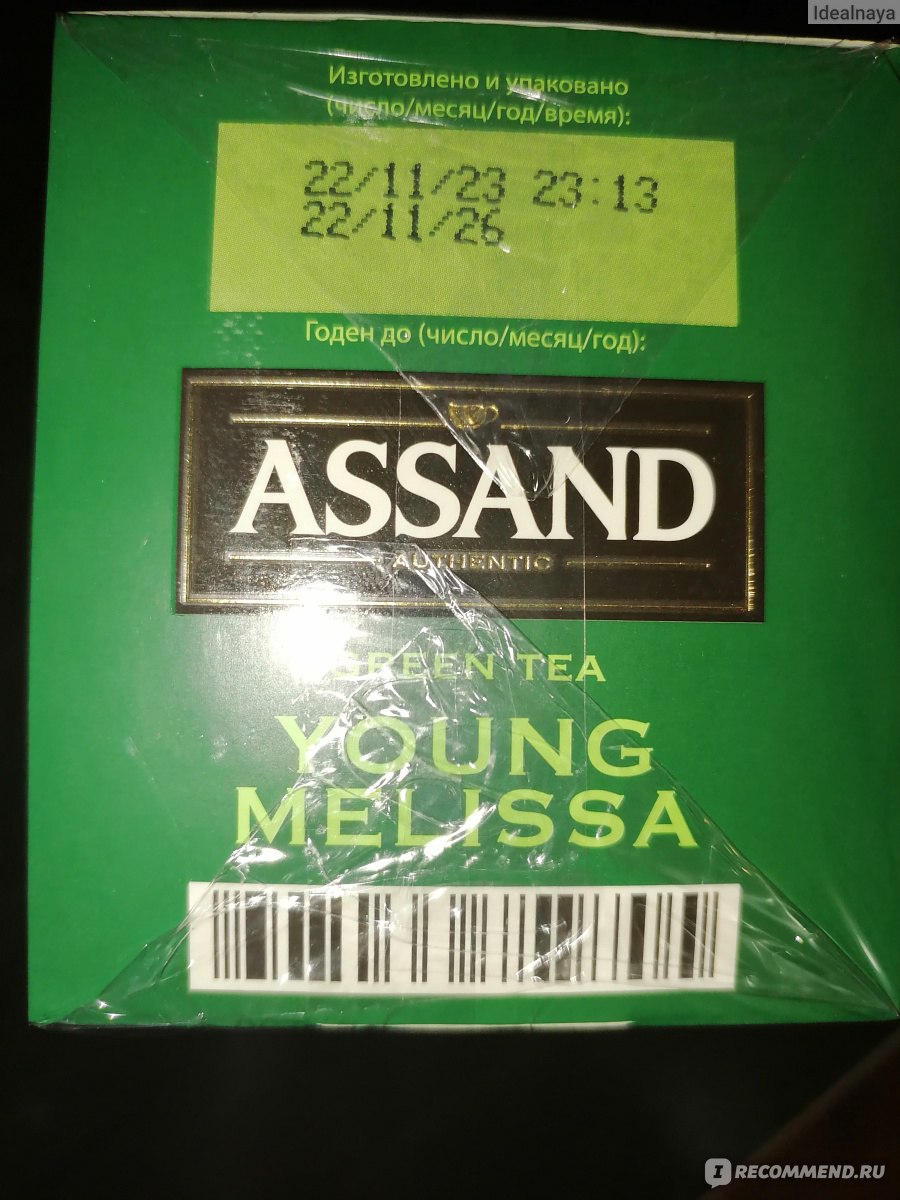 Idealnaya
Изготовлено и упаковано
(число/месяц/год/время):
22/11/23 23:13
22/11/26
Годен до (число/месяц/год):
ASSAND
AUTHENTIC
GREEN TEA
YOUNG
MELISSA
IRECOMMEND.RU